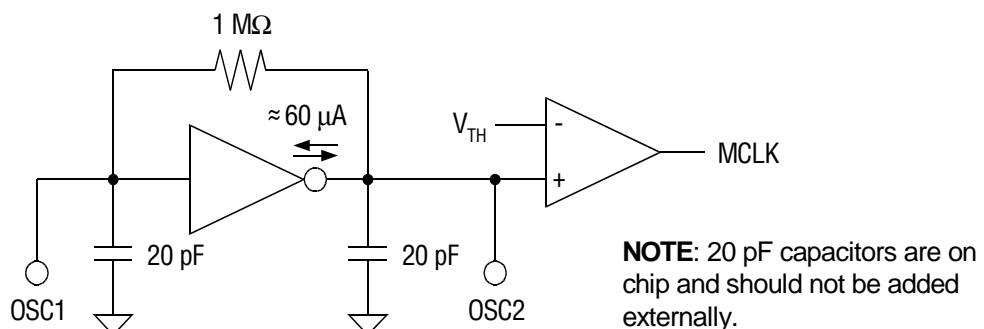 1 MΩ
≈ 60 μA
V_TH
-
+
MCLK
20 pF
20 pF
OSC1
OSC2
NOTE: 20 pF capacitors are on
chip and should not be added
externally.